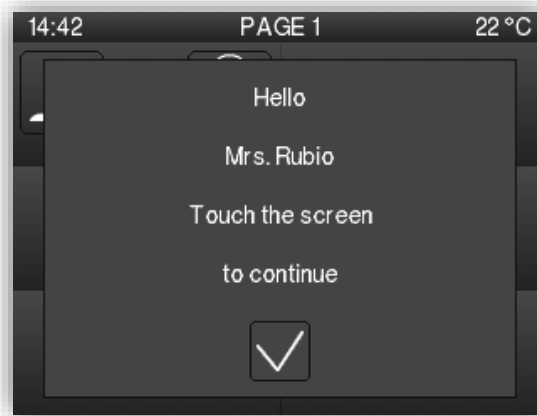 14:42 PAGE 1 22 °C
Hello
Mrs. Rubio
Touch the screen
to continue